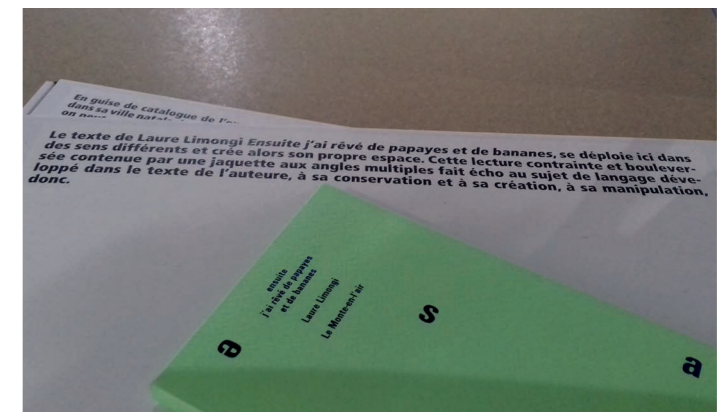 En guise de catalogue de
dans sa ville
on peut
Le texte de Laure Limongi Ensuite j'ai rêvé de papayes et de bananes, se déploie ici dans
des sens différents et crée alors son propre espace. Cette lecture contrainte et boulever-
sée contenue par une jaquette aux angles multiples fait écho au sujet de langage déve-
loppé dans le texte de l'auteure, à sa conservation et à sa création, à sa manipulation,
donc.
ensuite
j'ai rêvé de papayes
et de bananes
Laure Limongi
Le Monte-en-l'air
a
s
a